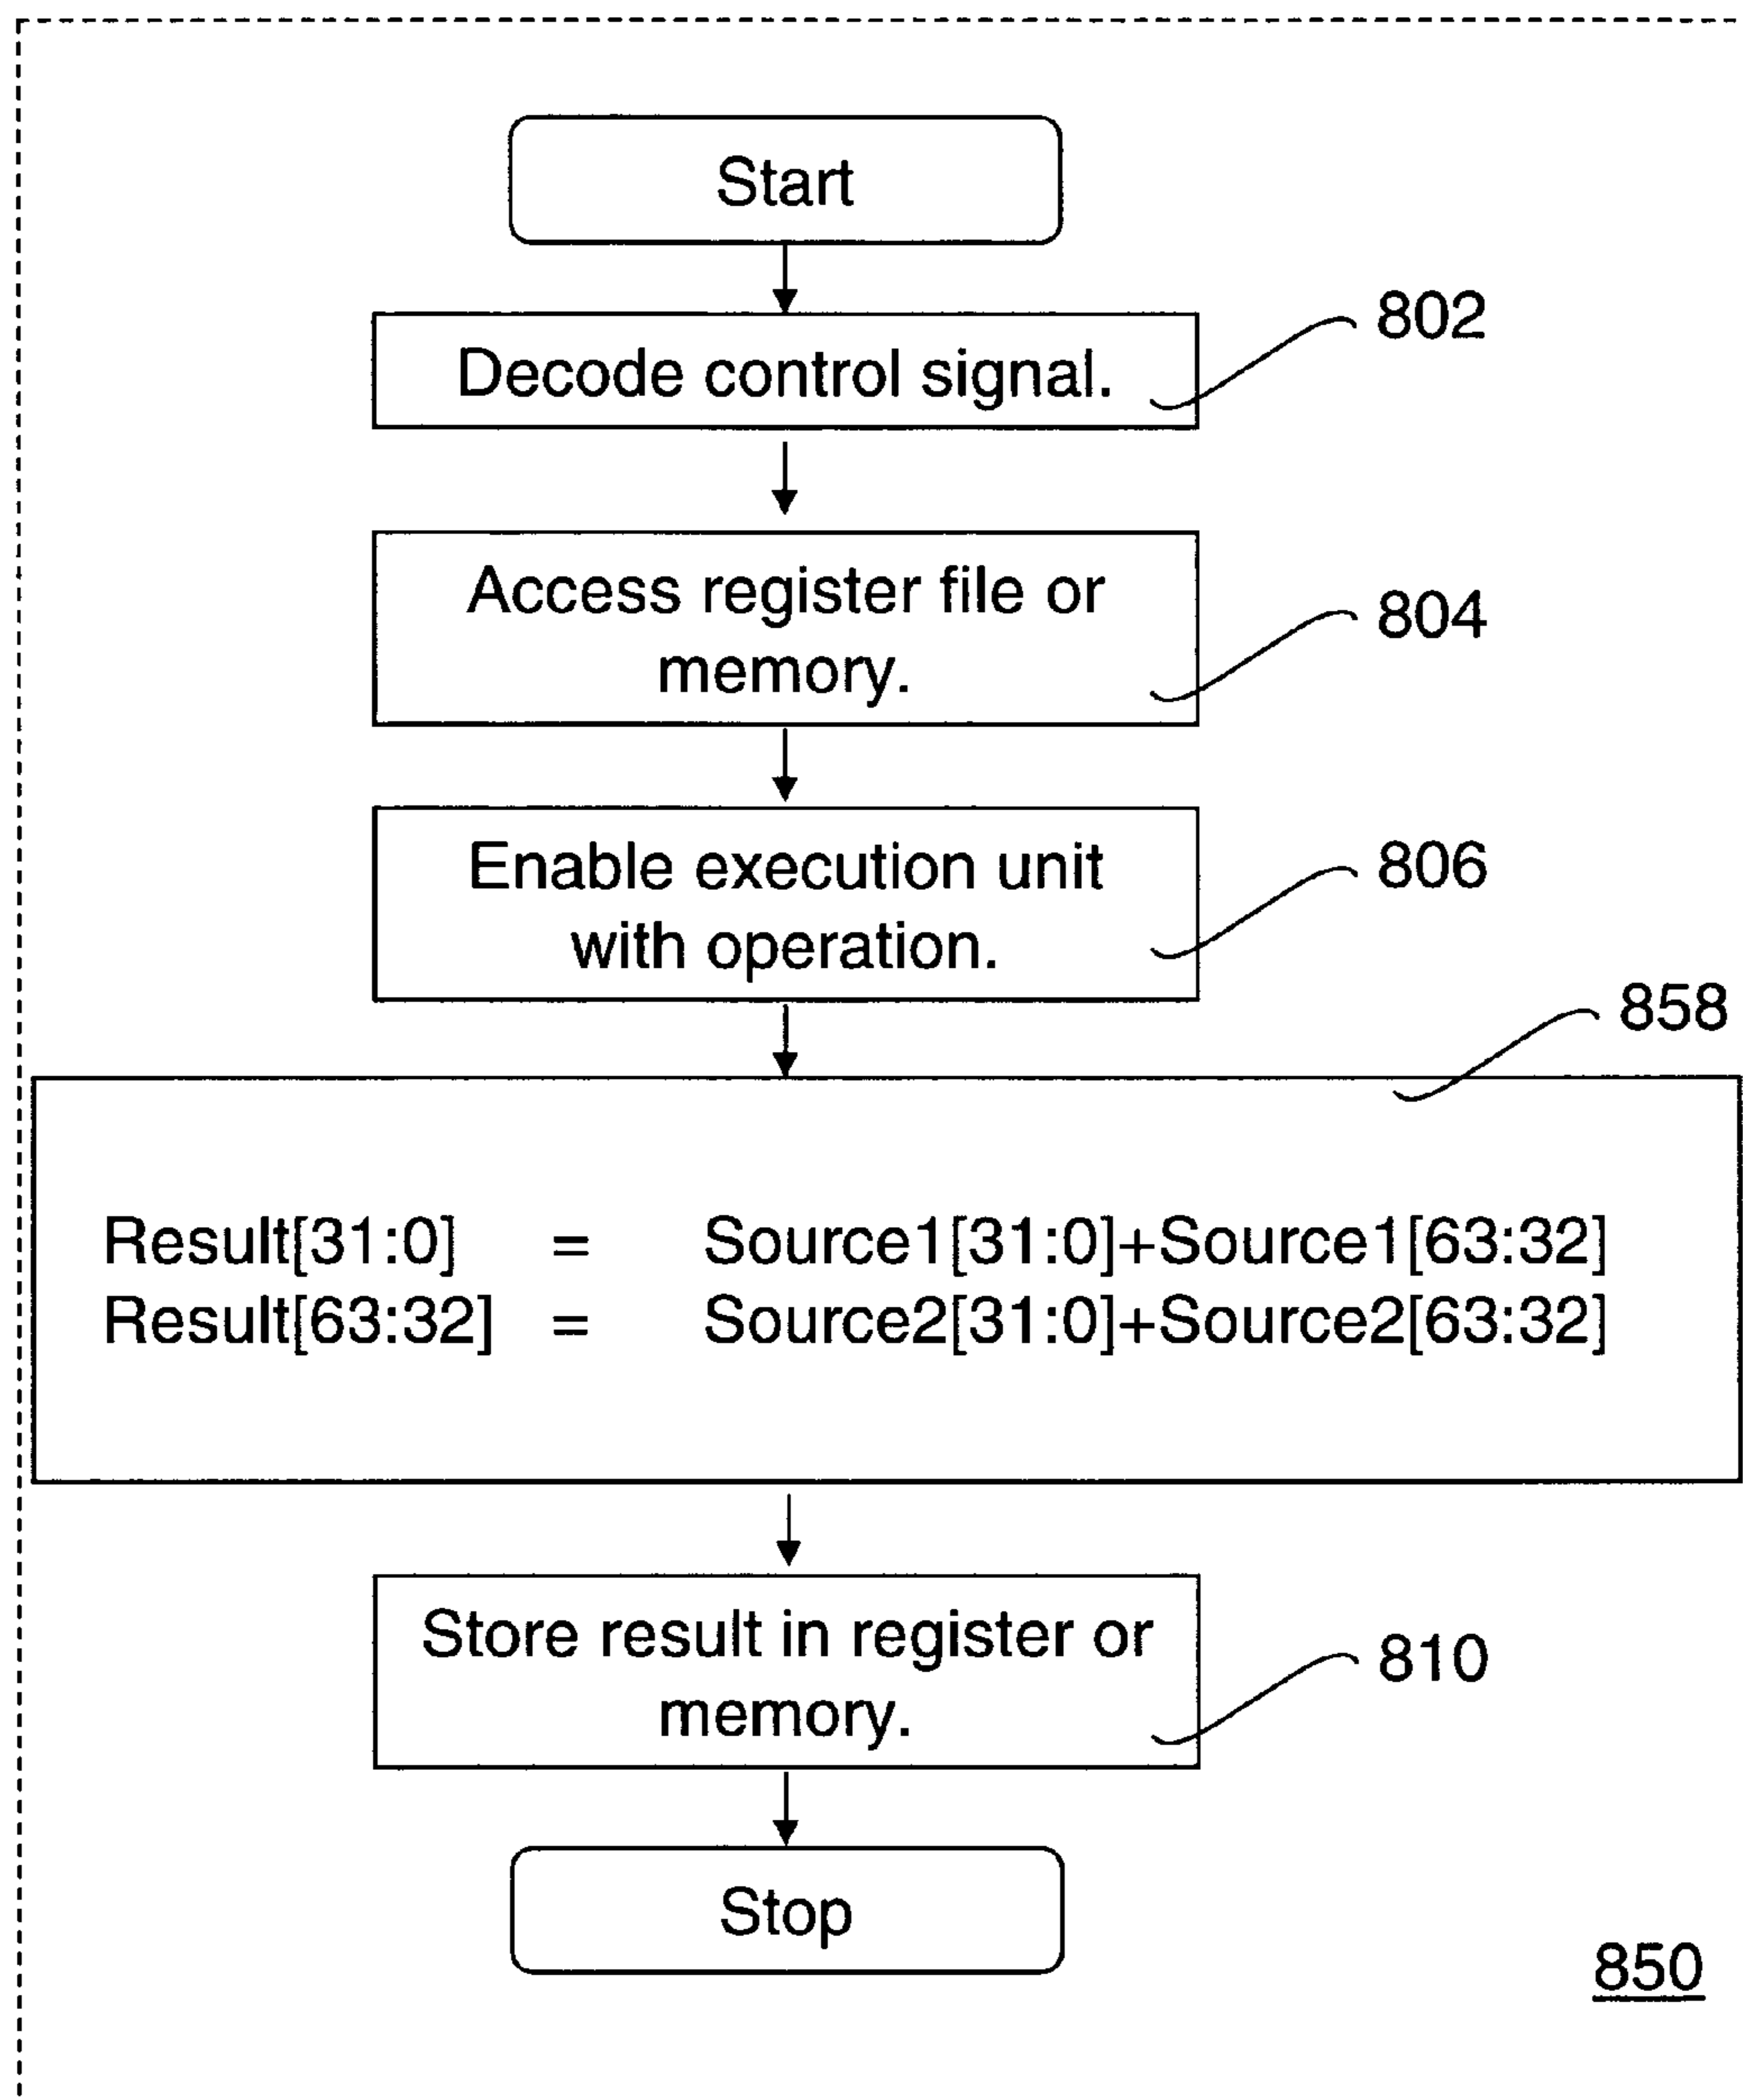 Start
802
Decode control signal.
Access register file or
804
memory.
Enable execution unit
806
with operation.
858
Result[31:0] = Source1[31:0]+Source1[63:32]
Result[63:32] = Source2[31:0]+Source2[63:32]
Store result in register or
810
memory.
Stop
850